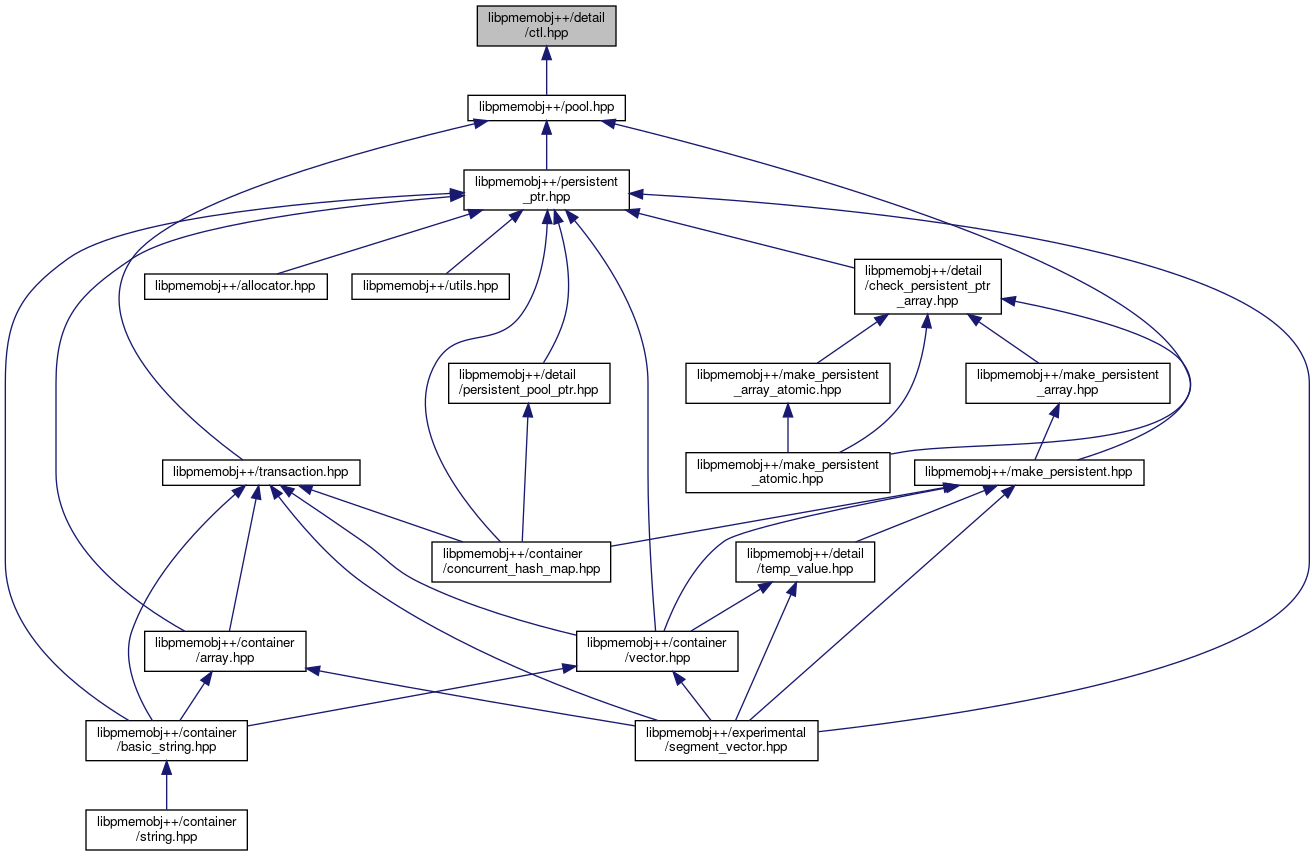 libpmemobj++/detail
/ctl.hpp
libpmemobj++/pool.hpp
libpmemobj++/persistent
_ptr.hpp
libpmemobj++/allocator.hpp
libpmemobj++/utils.hpp
libpmemobj++/detail
/check_persistent_ptr
_array.hpp
libpmemobj++/detail
/persistent_pool_ptr.hpp
libpmemobj++/make_persistent
_array_atomic.hpp
libpmemobj++/make_persistent
_array.hpp
libpmemobj++/transaction.hpp
libpmemobj++/make_persistent
_atomic.hpp
libpmemobj++/make_persistent.hpp
libpmemobj++/container
/concurrent_hash_map.hpp
libpmemobj++/detail
/temp_value.hpp
libpmemobj++/container
/array.hpp
libpmemobj++/container
/vector.hpp
libpmemobj++/container
/basic_string.hpp
libpmemobj++/experimental
/segment_vector.hpp
libpmemobj++/container
/string.hpp